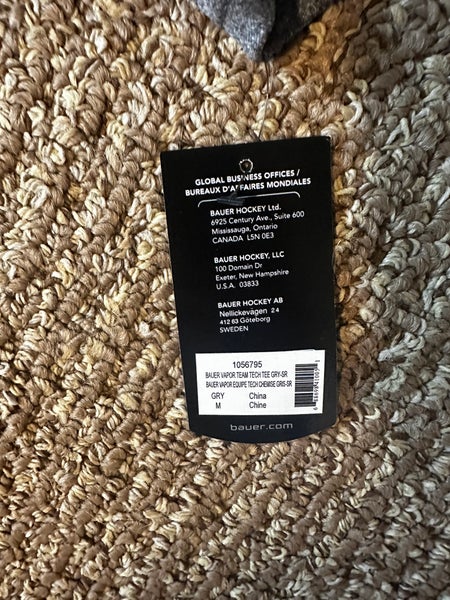 GLOBAL BUSINESS OFFICES /
BUREAUX D'AFFAIRES MONDIALES
BAUER HOCKEY Ltd.
6925 Century Ave., Suite 600
Mississauga, Ontario
CANADA L5N 0E3
BAUER HOCKEY, LLC
100 Domain Dr
Exeter, New Hampshire
U.S.A. 03833
BAUER HOCKEY AB
Nellickevägen 24
412 63 Göteborg
SWEDEN
1056795
BAUER VAPOR TEAM TECH TEE GRY-SR
BAUER VAPOR ÉQUIPE TECH CHEMISE GRIS-SR
GRY China
M Chine
bauer.com